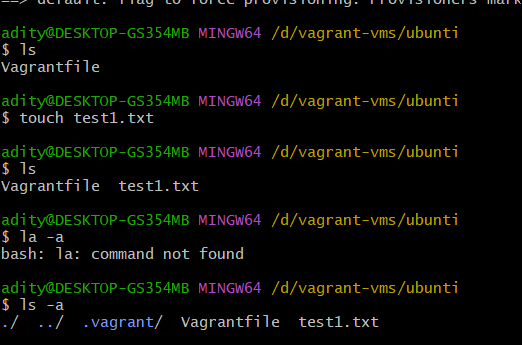 ==> default: flag to force provisioning. Provisioners mark
adity@DESKTOP-GS354MB MINGW64 /d/vagrant-vms/ubunti
$ ls
Vagrantfile
adity@DESKTOP-GS354MB MINGW64 /d/vagrant-vms/ubunti
$ touch test1.txt
adity@DESKTOP-GS354MB MINGW64 /d/vagrant-vms/ubunti
$ ls
Vagrantfile  test1.txt
adity@DESKTOP-GS354MB MINGW64 /d/vagrant-vms/ubunti
$ la -a
bash: la: command not found
adity@DESKTOP-GS354MB MINGW64 /d/vagrant-vms/ubunti
$ ls -a
./  ../  .vagrant/  Vagrantfile  test1.txt